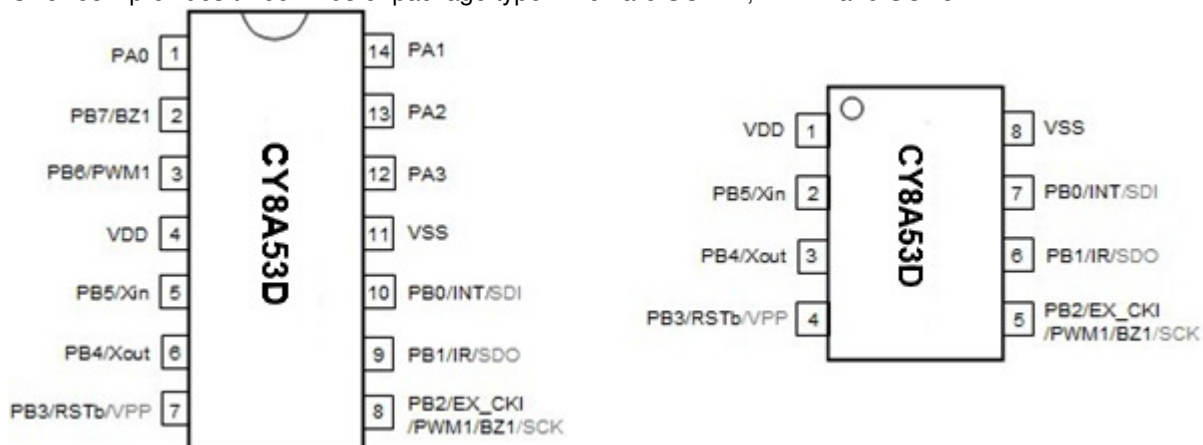 PA0 1
PB7/BZ1 2
PB6/PWM1 3
VDD 4
PB5/Xin 5
PB4/Xout 6
PB3/RSTb/VPP 7
CY8A53D
14 PA1
13 PA2
12 PA3
11 VSS
10 PB0/INT/SDI
9 PB1/IR/SDO
8 PB2/EX_CKI
/PWM1/BZ1/SCK
VDD 1
PB5/Xin 2
PB4/Xout 3
PB3/RSTb/VPP 4
CY8A53D
8 VSS
7 PB0/INT/SDI
6 PB1/IR/SDO
5 PB2/EX_CKI
/PWM1/BZ1/SCK